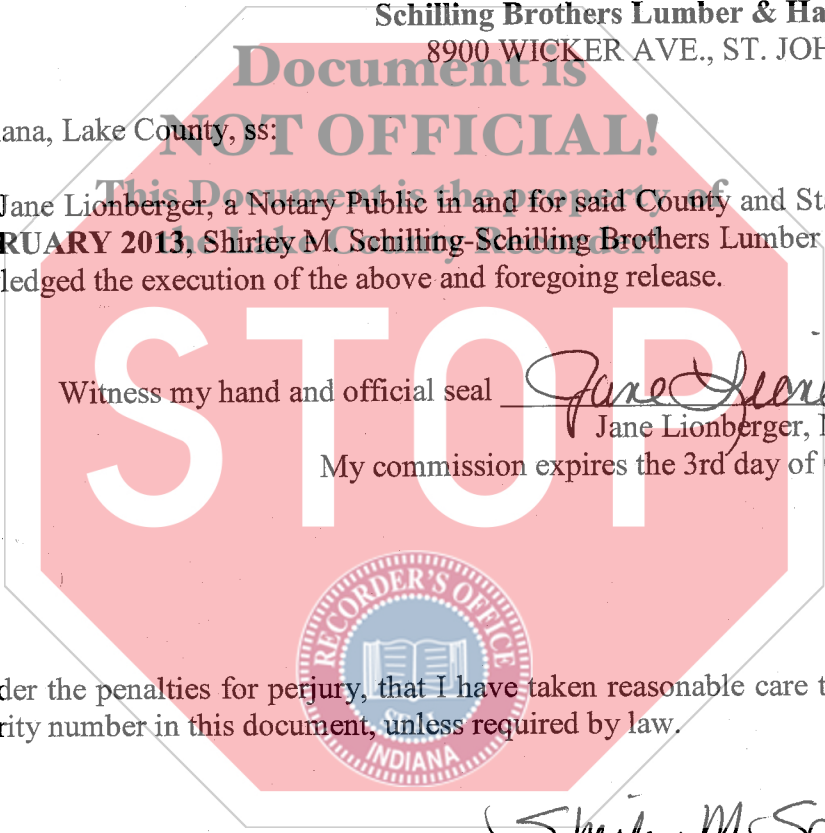 Schilling Brothers Lumber & Ha
8900 WICKER AVE., ST. JOH
Document is
iana, Lake County, ss:
NOT OFFICIAL!
This Document is the property of
Jane Lionberger, a Notary Public in and for said County and St
RUARY 2013, Shirley M. Schilling-Schilling Brothers Lumber
the Lake County Recorder!
ledged the execution of the above and foregoing release.
STOP
Witness my hand and official seal Jane Lion
Jane Lionberger,
My commission expires the 3rd day of
RECORDER'S OFFICE
der the penalties for perjury, that I have taken reasonable care t
rity number in this document, unless required by law.
INDIANA